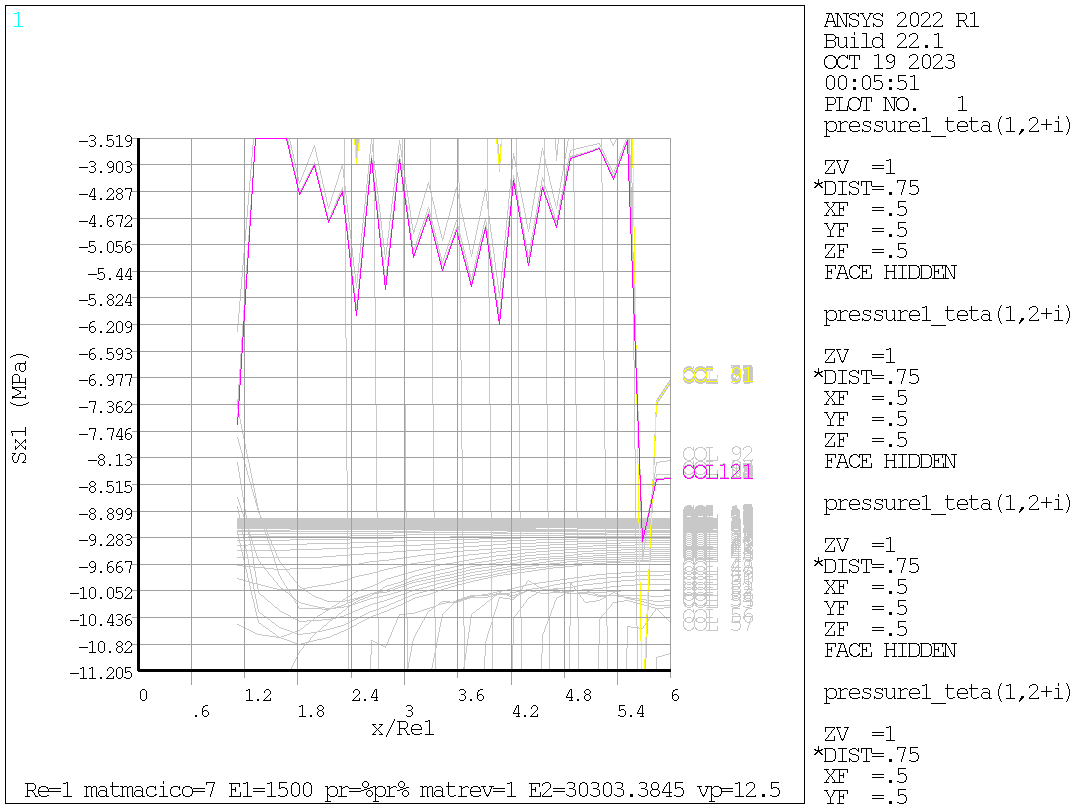 1
ANSYS 2022 R1
Build 22.1
OCT 19 2023
00:05:51
PLOT NO. 1
pressure1_teta(1,2+i)
ZV =1
*DIST=.75
XF =.5
YF =.5
ZF =.5
FACE HIDDEN
pressure1_teta(1,2+i)
ZV =1
*DIST=.75
XF =.5
YF =.5
ZF =.5
FACE HIDDEN
pressure1_teta(1,2+i)
ZV =1
*DIST=.75
XF =.5
YF =.5
ZF =.5
FACE HIDDEN
pressure1_teta(1,2+i)
ZV =1
*DIST=.75
XF =.5
YF =.5
Sx1 (MPa)
-3.519
-3.903
-4.287
-4.672
-5.056
-5.44
-5.824
-6.209
-6.593
-6.977
-7.362
-7.746
-8.13
-8.515
-8.899
-9.283
-9.667
-10.052
-10.436
-10.82
-11.205
COL 92
COL121
COL 56
COL 57
0
.6
1.2
1.8
2.4
3
3.6
4.2
4.8
5.4
6
x/Re1
Re=1 matmacico=7 E1=1500 pr=%pr% matrev=1 E2=30303.3845 vp=12.5